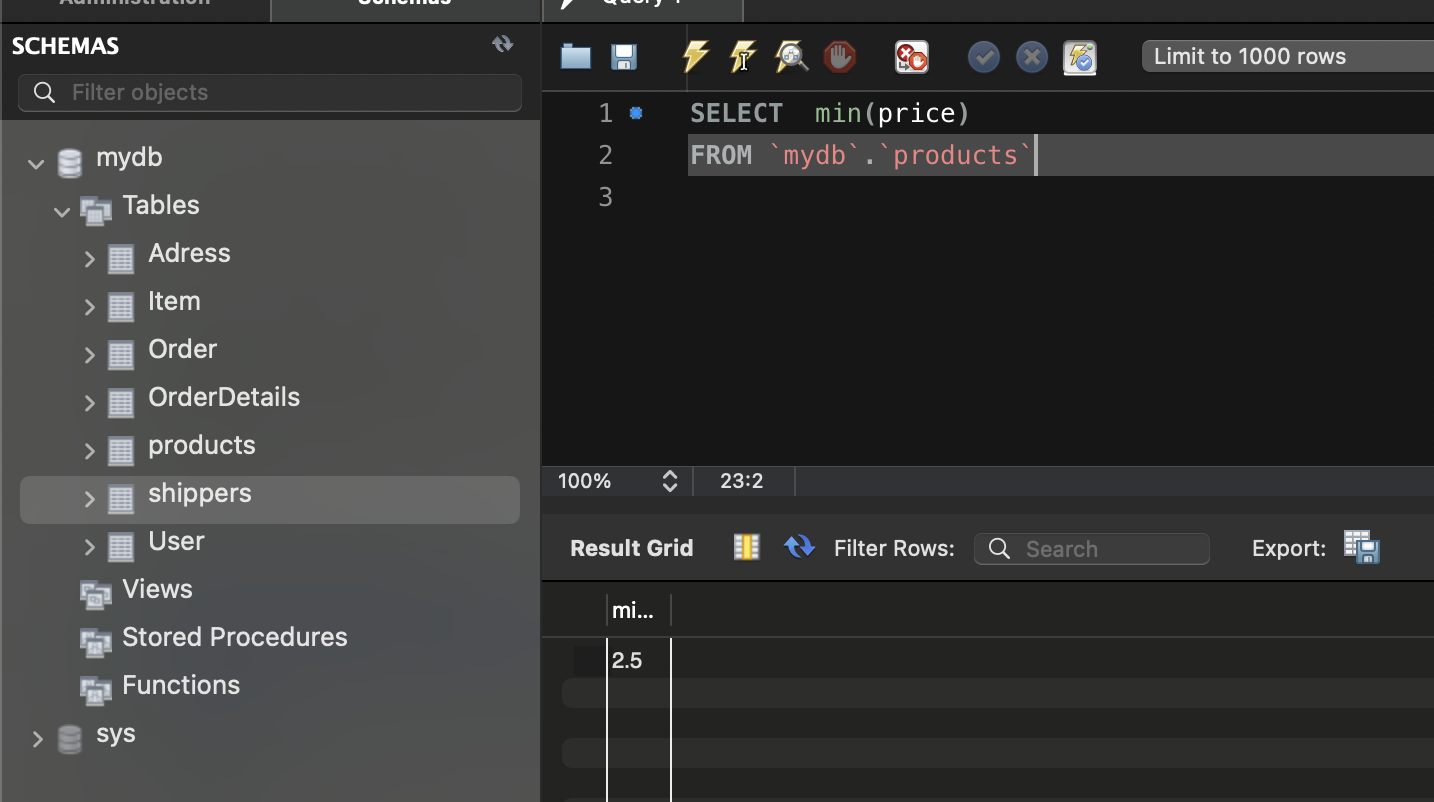 Administration
Schemas
Query 1
SCHEMAS
Filter objects
mydb
Tables
Adress
Item
Order
OrderDetails
products
shippers
User
Views
Stored Procedures
Functions
sys
Limit to 1000 rows
1 SELECT  min(price)
2 FROM `mydb`.`products`
3
100%
23:2
Result Grid
Filter Rows:
Search
Export:
mi...
2.5